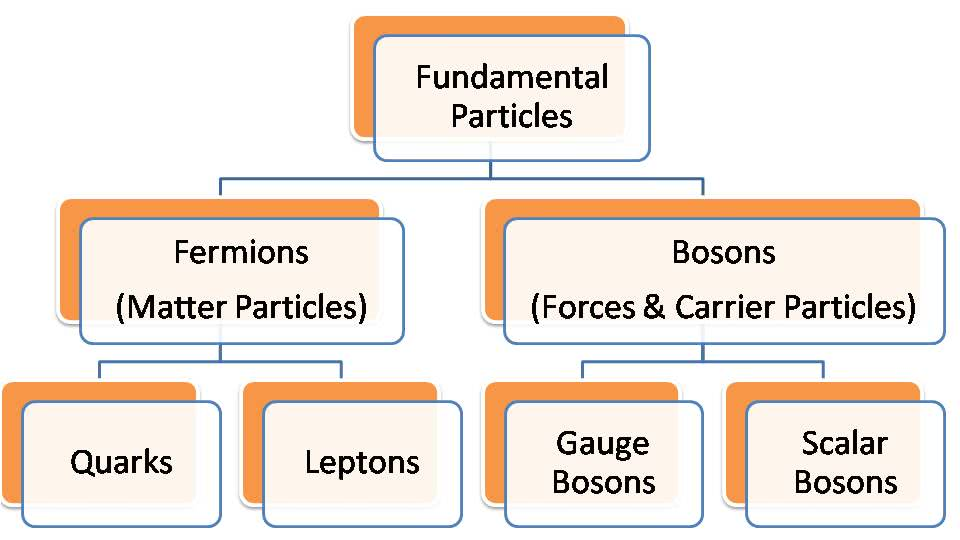 Fundamental
Particles
Fermions
(Matter Particles)
Bosons
(Forces & Carrier Particles)
Quarks
Leptons
Gauge
Bosons
Scalar
Bosons